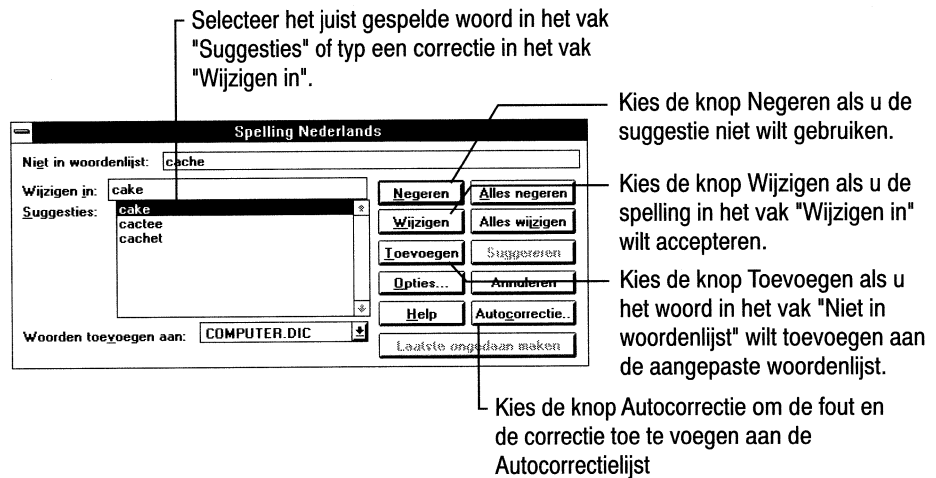 Selecteer het juist gespelde woord in het vak
"Suggesties" of typ een correctie in het vak
"Wijzigen in".
Spelling Nederlands
Niet in woordenlijst: cache
Wijzigen in: cake
Suggesties:
cake
cactee
cachet
Woorden toevoegen aan: COMPUTER.DIC
Negeren
Alles negeren
Wijzigen
Alles wijzigen
Toevoegen
Suggereren
Opties...
Annuleren
Help
Autocorrectie..
Laatste ongedaan maken
Kies de knop Negeren als u de
suggestie niet wilt gebruiken.
Kies de knop Wijzigen als u de
spelling in het vak "Wijzigen in"
wilt accepteren.
Kies de knop Toevoegen als u
het woord in het vak "Niet in
woordenlijst" wilt toevoegen aan
de aangepaste woordenlijst.
Kies de knop Autocorrectie om de fout en
de correctie toe te voegen aan de
Autocorrectielijst